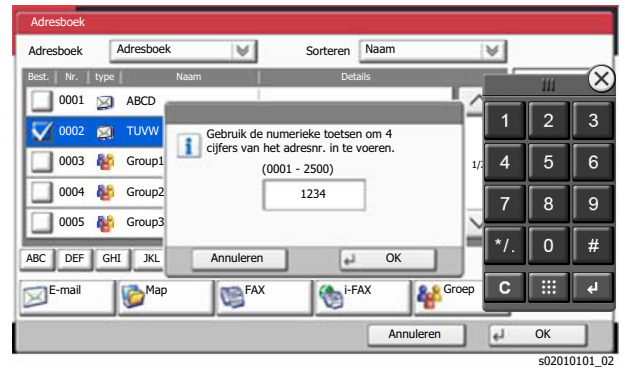 Adresboek
Adresboek Adresboek Sorteren Naam
Best. Nr. type Naam Details
0001 ABCD
0002 TUVW
0003 Group1
0004 Group2
0005 Group3
Gebruik de numerieke toetsen om 4
cijfers van het adresnr. in te voeren.
(0001 - 2500)
1234
Annuleren OK
ABC DEF GHI JKL
E-mail Map FAX i-FAX Groep
Annuleren OK
1 2 3
4 5 6
7 8 9
*/. 0 #
C
s02010101_02